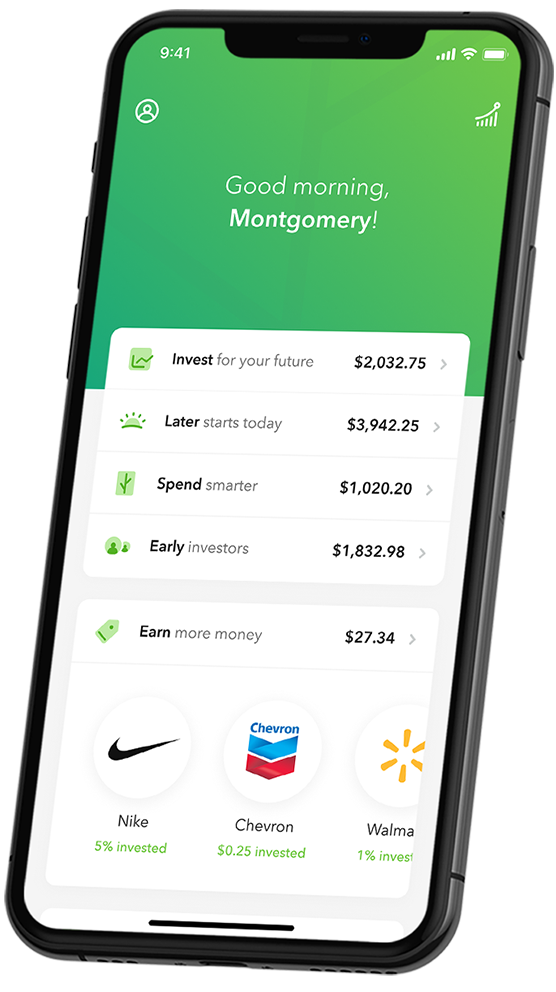 9:41
Good morning,
Montgomery!
Invest for your future $2,032.75
Later starts today $3,942.25
Spend smarter $1,020.20
Early investors $1,832.98
Earn more money $27.34
Chevron
Nike Chevron Walma
5% invested $0.25 invested 1% invest